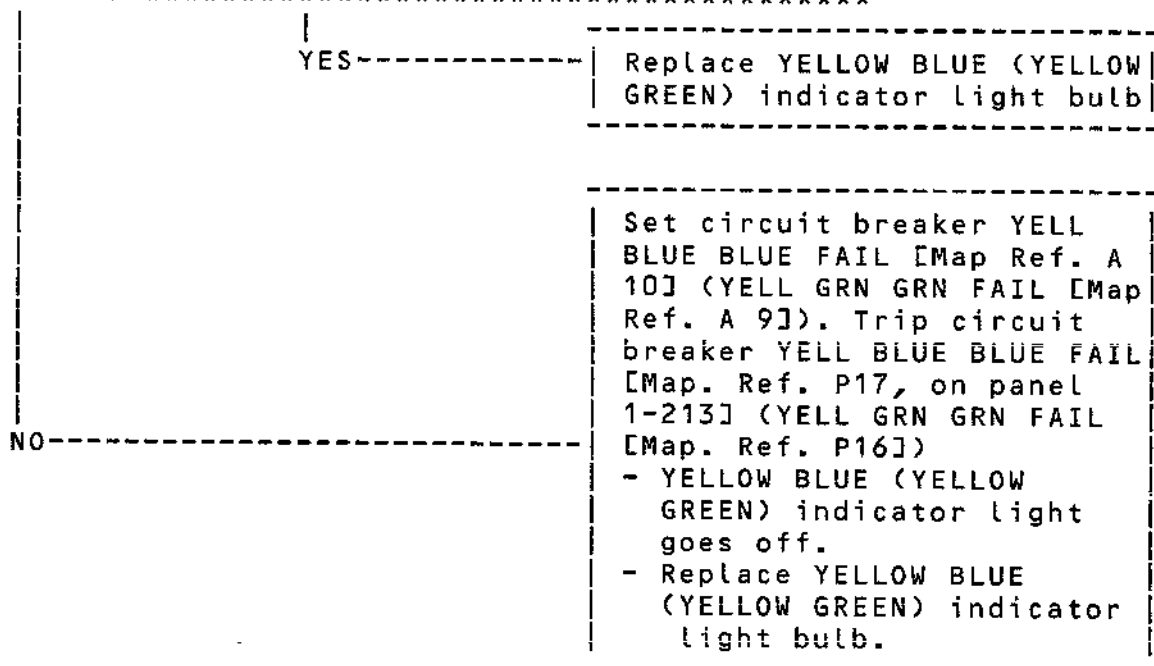 YES
Replace YELLOW BLUE (YELLOW
GREEN) indicator light bulb
Set circuit breaker YELL
BLUE BLUE FAIL [Map Ref. A
10] (YELL GRN GRN FAIL [Map
Ref. A 9]). Trip circuit
breaker YELL BLUE BLUE FAIL
[Map. Ref. P17, on panel
1-213] (YELL GRN GRN FAIL
NO
[Map. Ref. P16])
- YELLOW BLUE (YELLOW
GREEN) indicator light
goes off.
- Replace YELLOW BLUE
(YELLOW GREEN) indicator
light bulb.